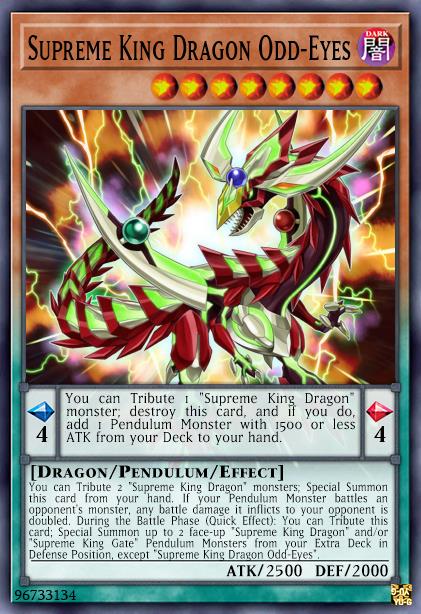 Supreme King Dragon Odd-Eyes
DARK
闇
You can Tribute 1 "Supreme King Dragon"
monster; destroy this card, and if you do,
add 1 Pendulum Monster with 1500 or less
ATK from your Deck to your hand.
4
4
[Dragon/Pendulum/Effect]
You can Tribute 2 "Supreme King Dragon" monsters; Special Summon
this card from your hand. If your Pendulum Monster battles an
opponent's monster, any battle damage it inflicts to your opponent is
doubled. During the Battle Phase (Quick Effect): You can Tribute this
card; Special Summon up to 2 face-up "Supreme King Dragon" and/or
"Supreme King Gate" Pendulum Monsters from your Extra Deck in
Defense Position, except "Supreme King Dragon Odd-Eyes".
ATK/2500 DEF/2000
96733134